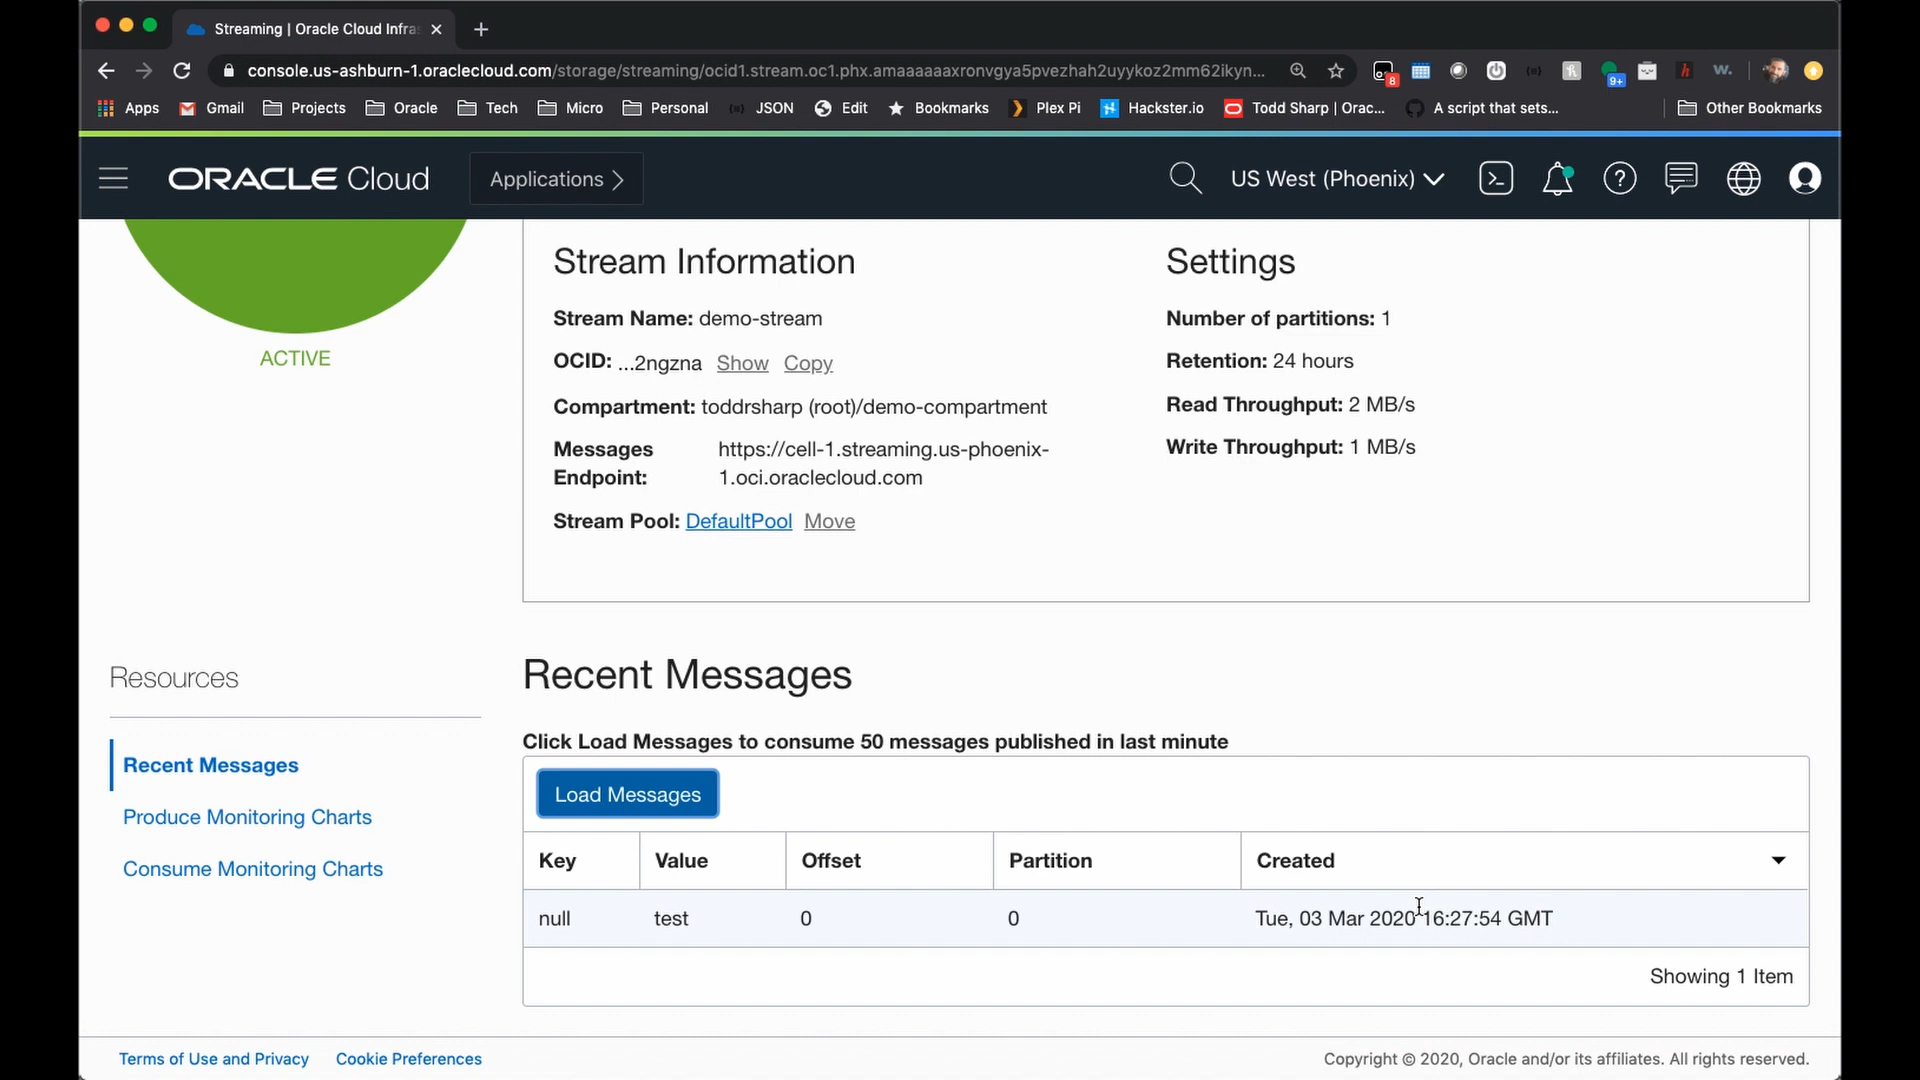 Streaming | Oracle Cloud Infra
console.us-ashburn-1.oraclecloud.com/storage/streaming/ocid1.stream.oc1.phx.amaaaaaaxronvgya5pvezhah2uyykoz2mm62ikyn...
8
9+
h
w.
Apps
Gmail
Projects
Oracle
Tech
Micro
Personal
JSON
Edit
Bookmarks
Plex Pi
Hackster.io
Todd Sharp | Orac...
A script that sets...
Other Bookmarks
ORACLE Cloud
Applications
US West (Phoenix)
ACTIVE
Stream Information
Stream Name: demo-stream
OCID: ...2ngzna Show Copy
Compartment: toddrsharp (root)/demo-compartment
Messages Endpoint: https://cell-1.streaming.us-phoenix-
1.oci.oraclecloud.com
Stream Pool: DefaultPool Move
Settings
Number of partitions: 1
Retention: 24 hours
Read Throughput: 2 MB/s
Write Throughput: 1 MB/s
Resources
Recent Messages
Produce Monitoring Charts
Consume Monitoring Charts
Recent Messages
Click Load Messages to consume 50 messages published in last minute
Load Messages
Key Value Offset Partition Created
null test 0 0 Tue, 03 Mar 2020 16:27:54 GMT
Showing 1 Item
Terms of Use and Privacy Cookie Preferences
Copyright © 2020, Oracle and/or its affiliates. All rights reserved.